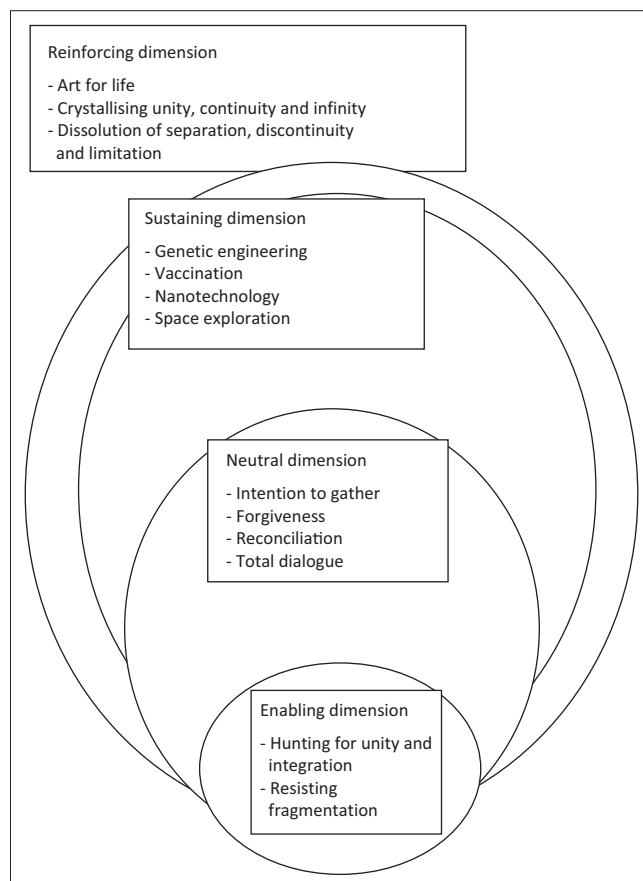 Reinforcing dimension
- Art for life
- Crystallising unity, continuity and infinity
- Dissolution of separation, discontinuity
and limitation
Sustaining dimension
- Genetic engineering
- Vaccination
- Nanotechnology
- Space exploration
Neutral dimension
- Intention to gather
- Forgiveness
- Reconciliation
- Total dialogue
Enabling dimension
- Hunting for unity and
integration
- Resisting
fragmentation